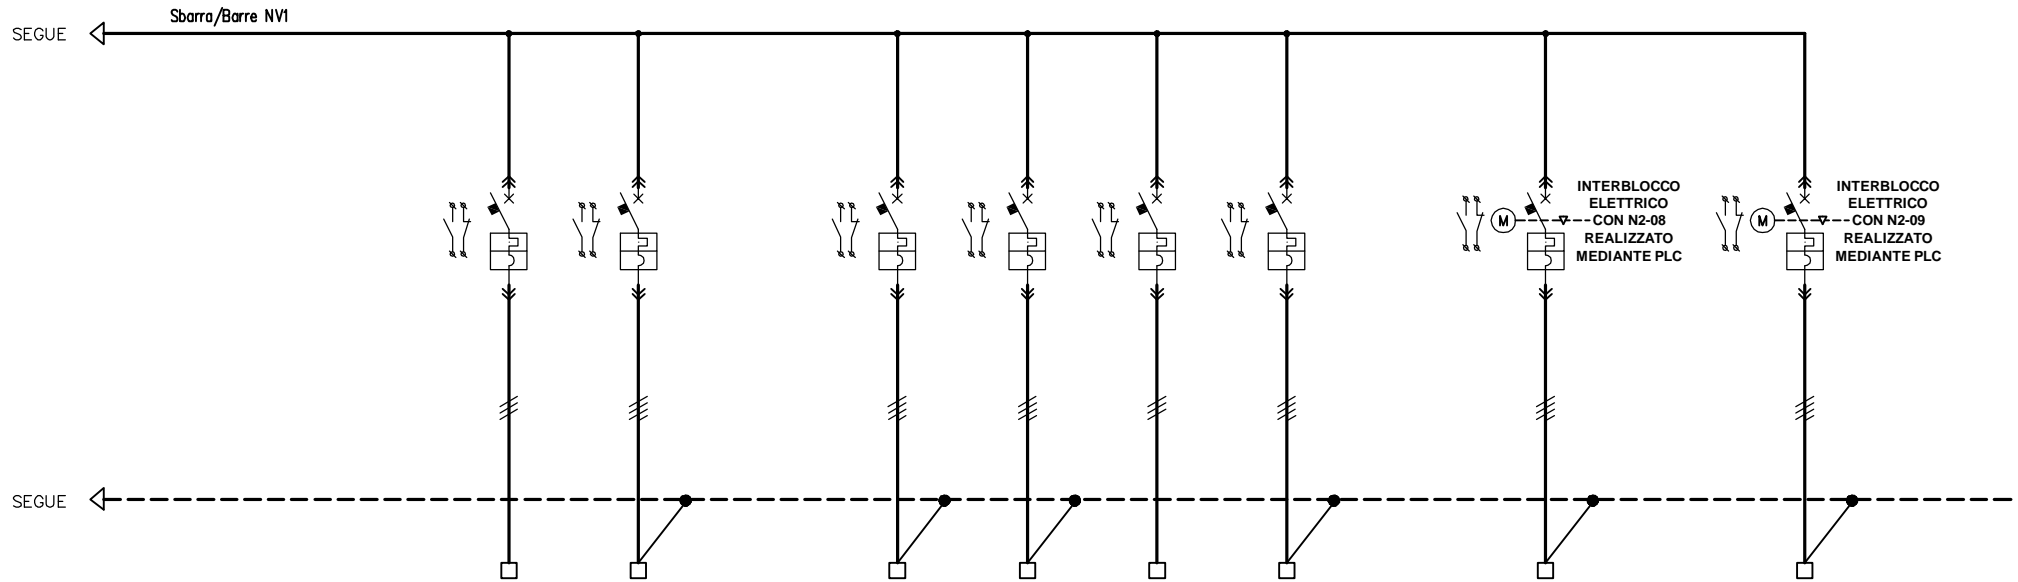 Sbarra/Barre NV1
SEGUE
INTERBLOCCO
ELETTRICO
CON N2-08
REALIZZATO
MEDIANTE PLC
M
INTERBLOCCO
ELETTRICO
CON N2-09
REALIZZATO
MEDIANTE PLC
M
SEGUE